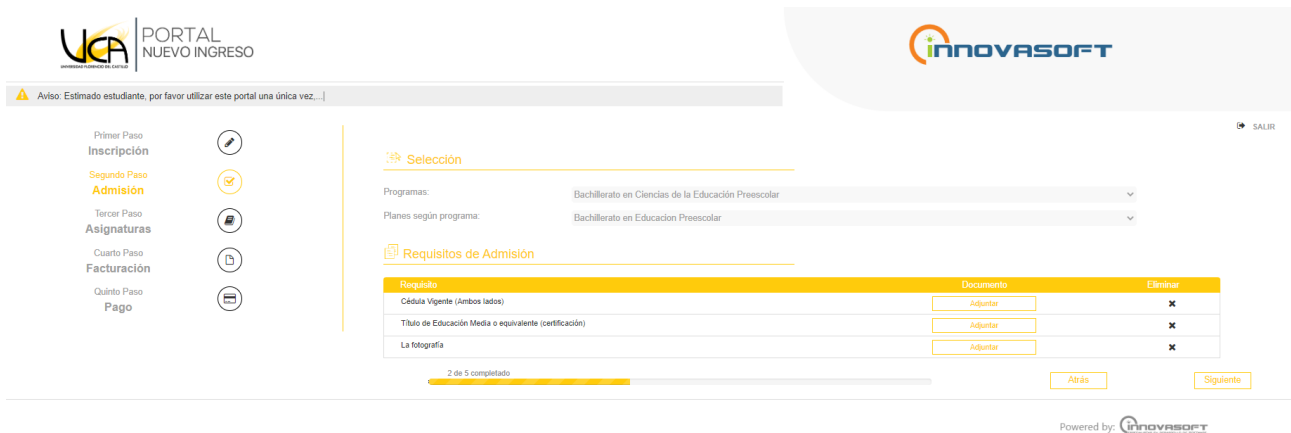 UCA
UNIVERSIDAD FLORENCIO DEL CASTILLO
PORTAL
NUEVO INGRESO
INNOVASOFT
Aviso: Estimado estudiante, por favor utilizar este portal una única vez,...|
SALIR
Primer Paso
Inscripción
Segundo Paso
Admisión
Tercer Paso
Asignaturas
Cuarto Paso
Facturación
Quinto Paso
Pago
Selección
Programas: Bachillerato en Ciencias de la Educación Preescolar
Planes según programa: Bachillerato en Educacion Preescolar
Requisitos de Admisión
Requisito Documento Eliminar
Cédula Vigente (Ambos lados) Adjuntar
Título de Educación Media o equivalente (certificación) Adjuntar
La fotografía Adjuntar
2 de 5 completado
Atrás Siguiente
Powered by: INNOVASOFT